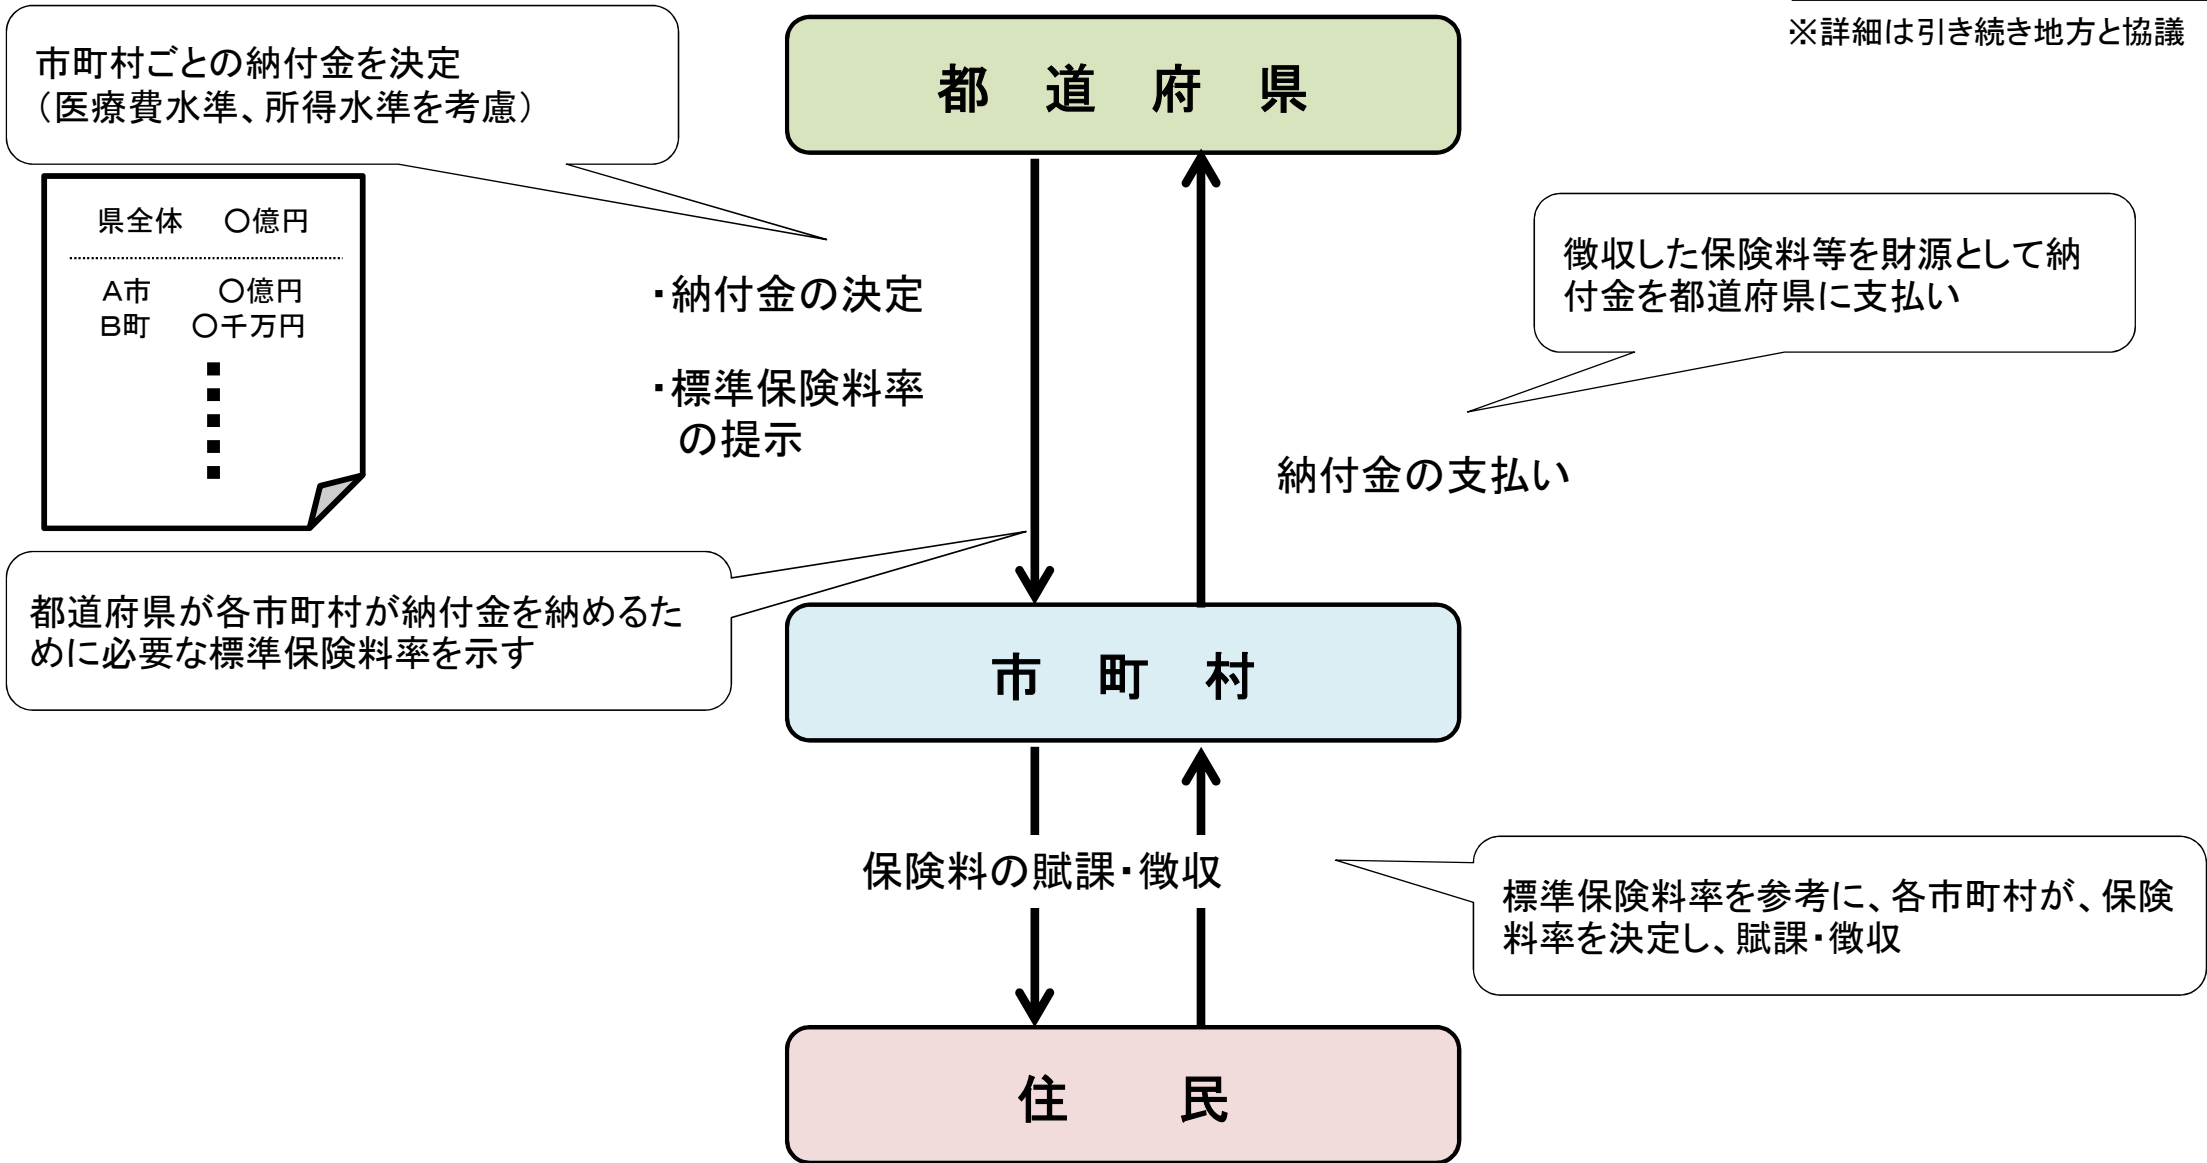 ※詳細は引き続き地方と協議
市町村ごとの納付金を決定
（医療費水準、所得水準を考慮）
都　道　府　県
県全体　〇億円
A市　〇億円
B町　〇千万円
・納付金の決定
・標準保険料率
の提示
徴収した保険料等を財源として納
付金を都道府県に支払い
納付金の支払い
都道府県が各市町村が納付金を納めるた
めに必要な標準保険料率を示す
市　町　村
保険料の賦課・徴収
標準保険料率を参考に、各市町村が、保険
料率を決定し、賦課・徴収
住　民